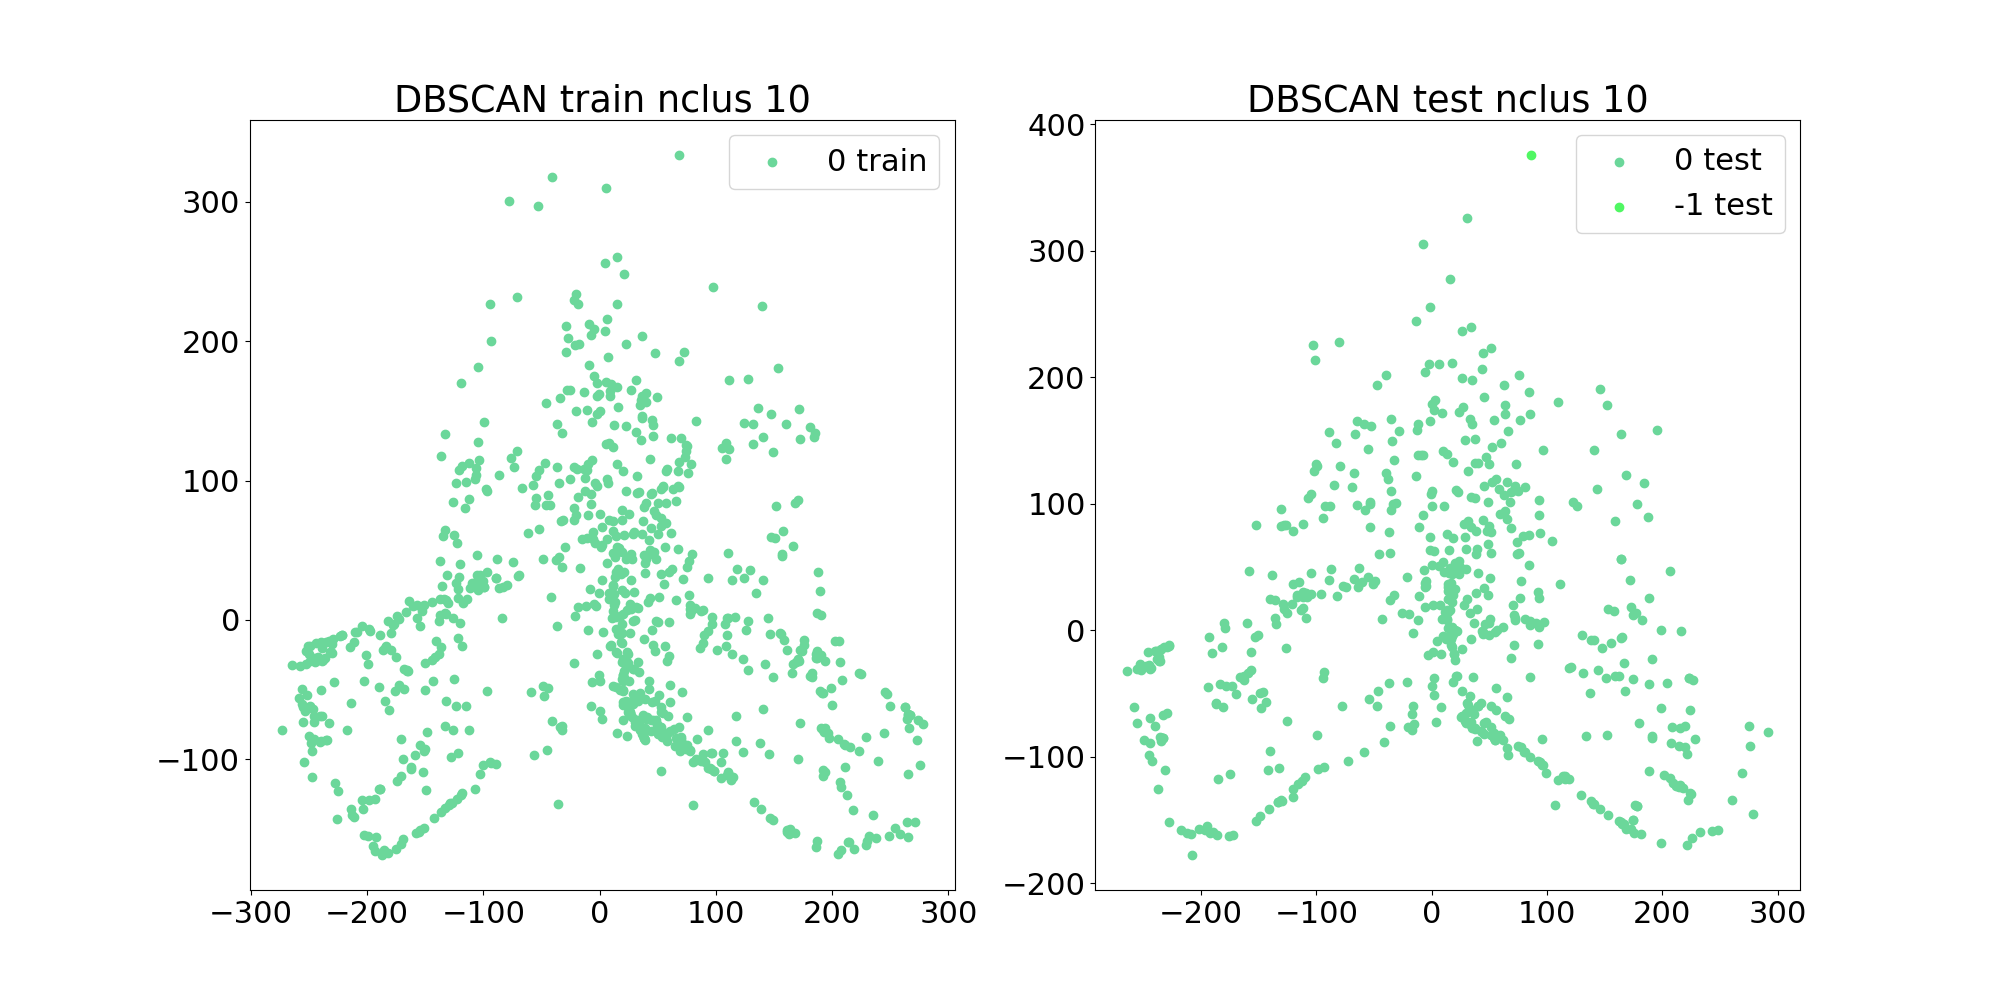 DBSCAN train nclus 10
0 train
300
200
100
0
−100
−300 −200 −100 0 100 200 300
DBSCAN test nclus 10
0 test
-1 test
400
300
200
100
0
−100
−200
−200 −100 0 100 200 300